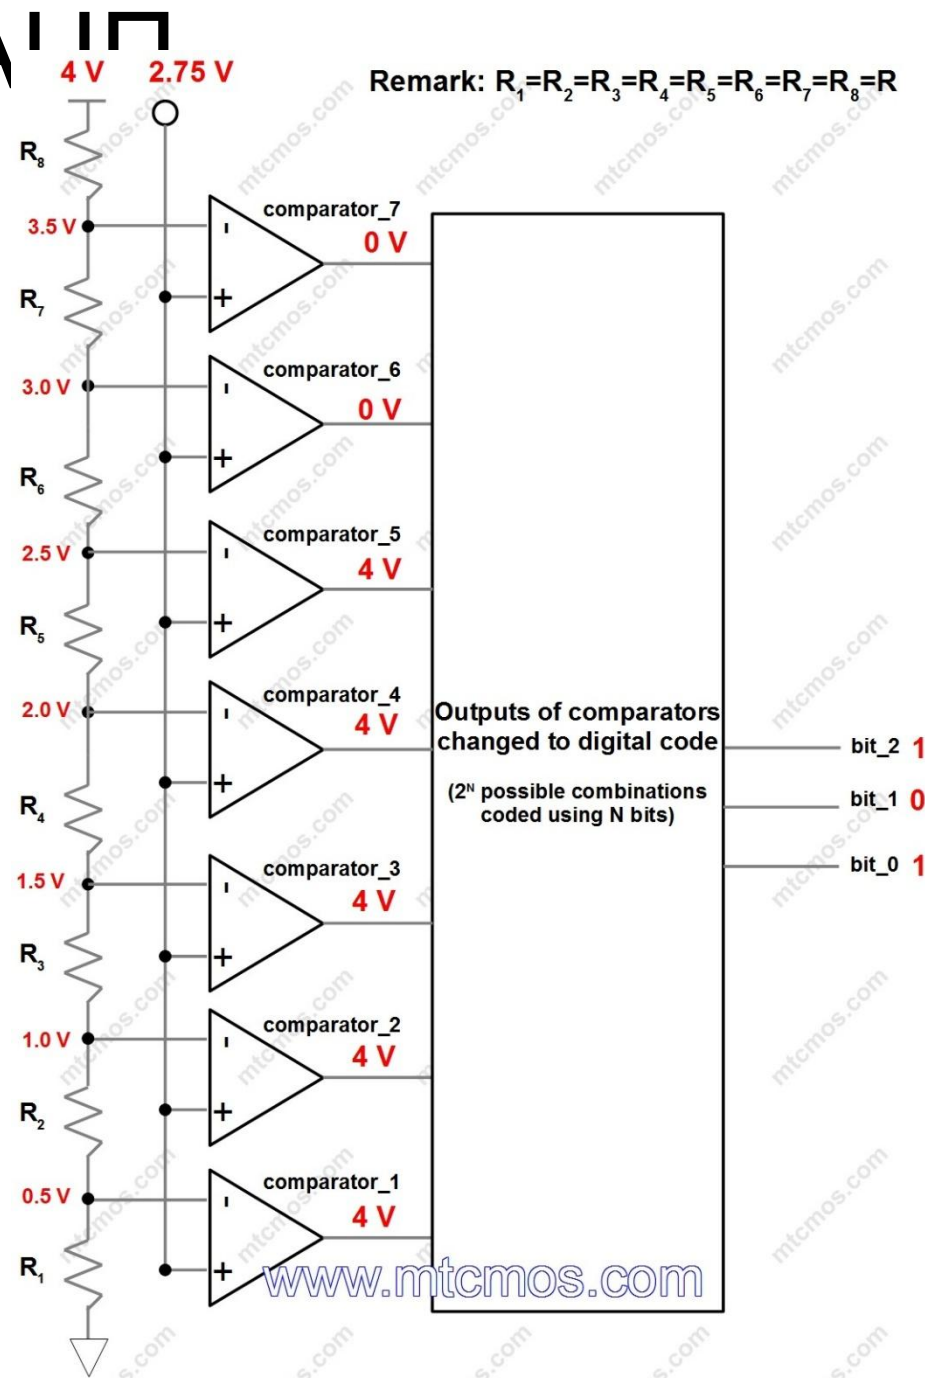 4 V 2.75 V
Remark: R₁=R₂=R₃=R₄=R₅=R₆=R₇=R₈=R
R₈
comparator_7
3.5 V
-
0 V
R₇
+
comparator_6
3.0 V
-
0 V
R₆
+
comparator_5
2.5 V
-
4 V
R₅
+
comparator_4
2.0 V
-
4 V
Outputs of comparators
changed to digital code
(2ᴺ possible combinations
coded using N bits)
bit_2 1
bit_1 0
bit_0 1
R₄
+
comparator_3
1.5 V
-
4 V
R₃
+
comparator_2
1.0 V
-
4 V
R₂
+
comparator_1
0.5 V
-
4 V
R₁
+
www.mtcmos.com
mtcmos.com